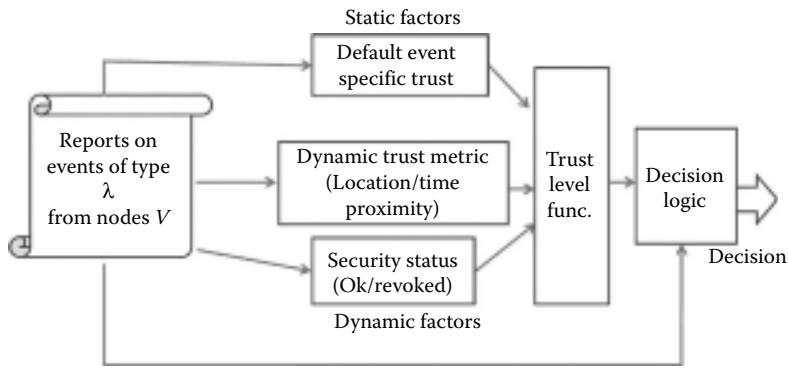 Static factors
Default event
specific trust
Reports on
events of type
λ
from nodes V
Dynamic trust metric
(Location/time
proximity)
Security status
(Ok/revoked)
Dynamic factors
Trust
level
func.
Decision
logic
Decision